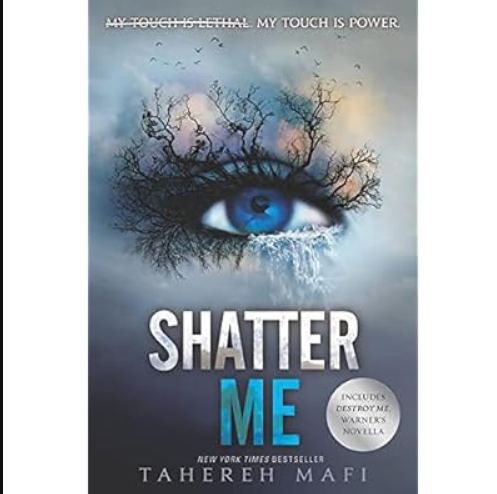 MY TOUCH IS LETHAL. MY TOUCH IS POWER.
SHATTER
ME
INCLUDES
DESTROY ME,
WARNER'S
NOVELLA
NEW YORK TIMES BESTSELLER
TAHEREH MAFI